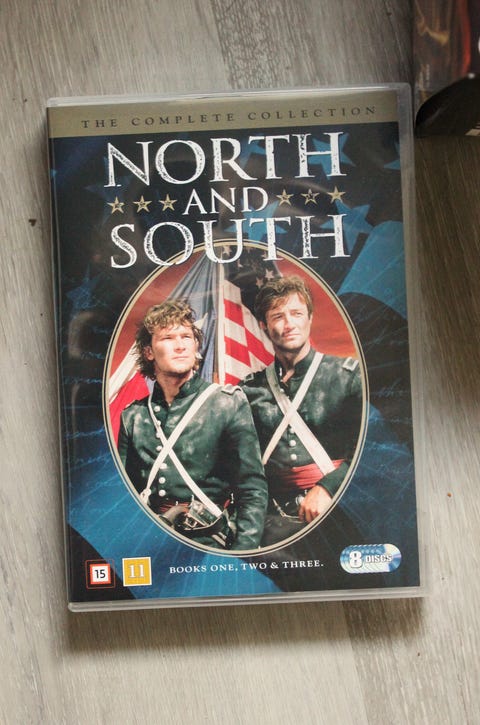 THE COMPLETE COLLECTION
NORTH
AND
SOUTH
15
11
BOOKS ONE, TWO & THREE.
8 DISCS